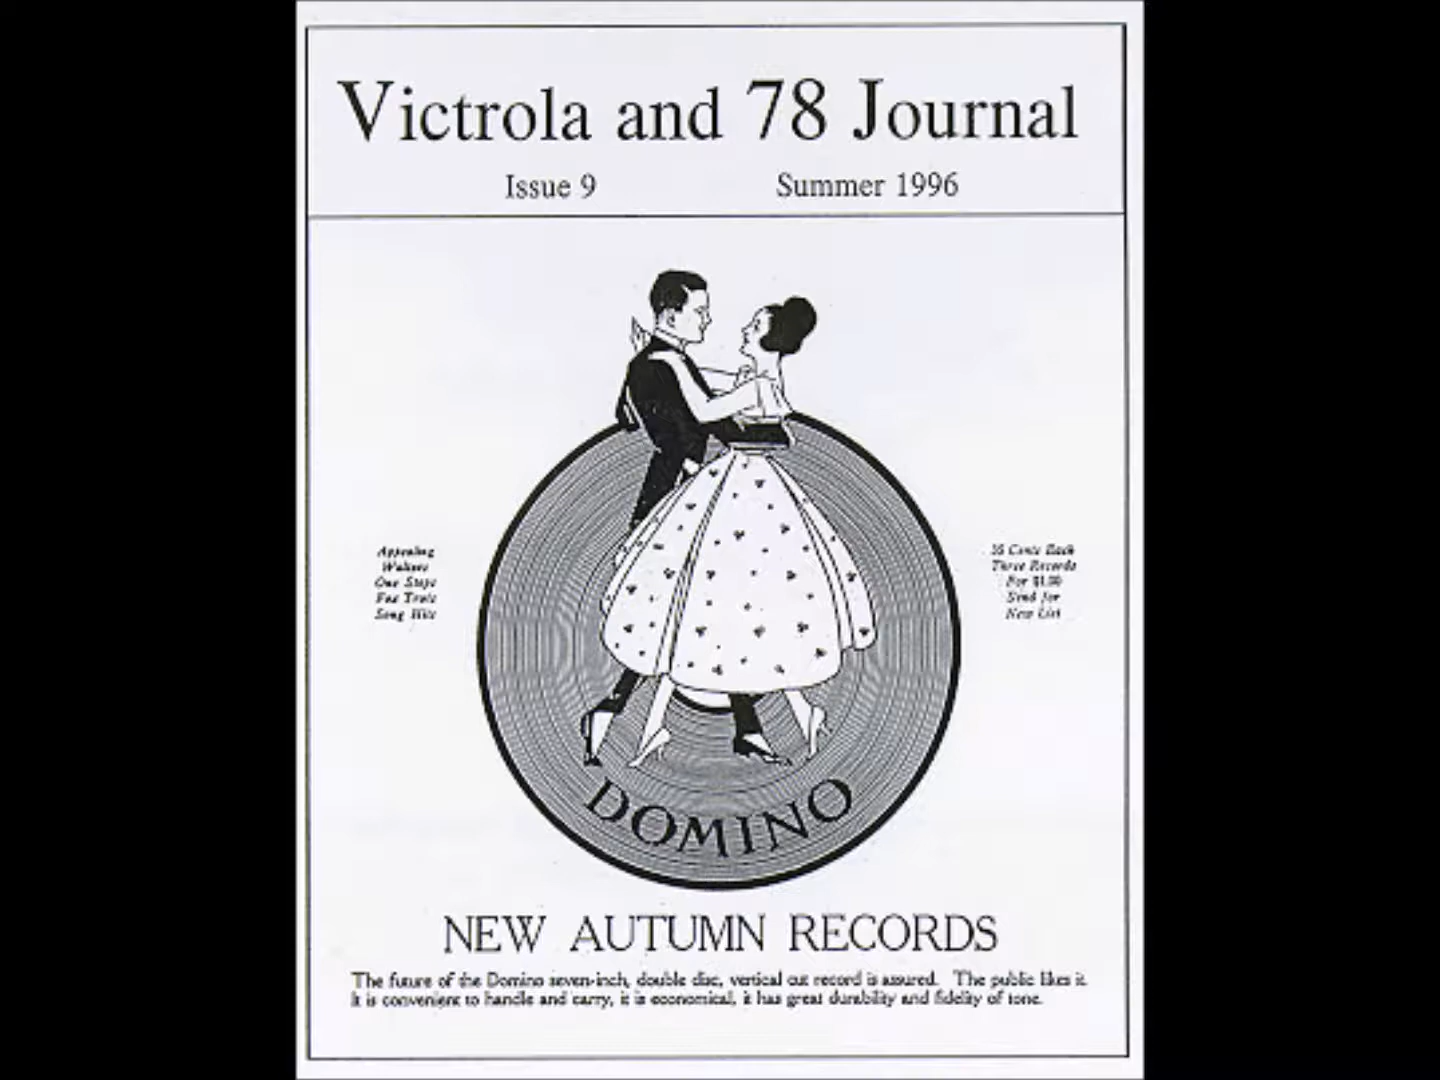 Victrola and 78 Journal
Issue 9 Summer 1996
Appealing
Waltzes
One Steps
Fox Trots
Song Hits
35 Cents Each
Three Records
For $1.00
Send for
New List
DOMINO
NEW AUTUMN RECORDS
The future of the Domino seven-inch, double disc, vertical cut record is assured. The public likes it.
It is convenient to handle and carry, it is economical, it has great durability and fidelity of tone.